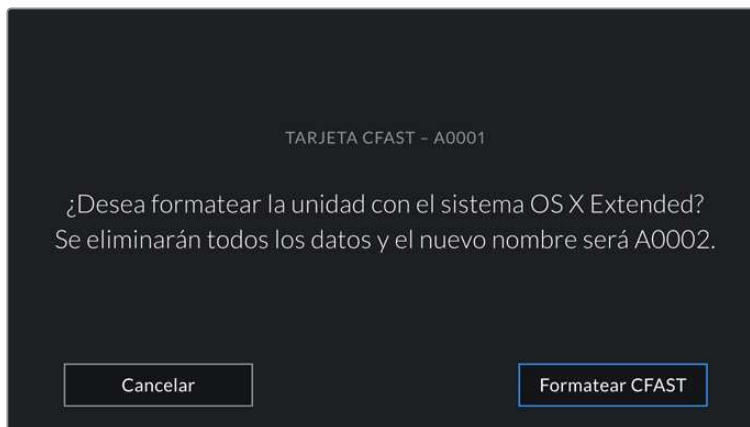 TARJETA CFAST – A0001
¿Desea formatear la unidad con el sistema OS X Extended?
Se eliminarán todos los datos y el nuevo nombre será A0002.
Cancelar
Formatear CFAST